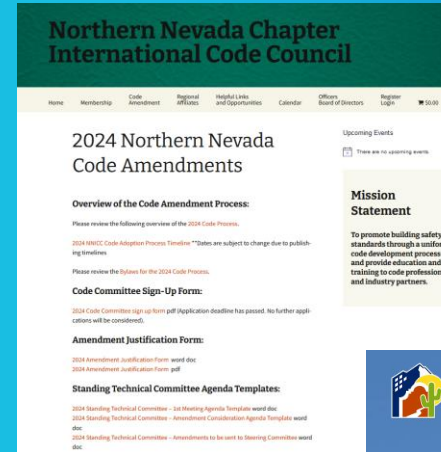 Northern Nevada Chapter
International Code Council
Home
Membership
Code
Amendment
Regional
Affiliates
Helpful Links
and Opportunities
Calendar
Officers
Board of Directors
Register
Login
$0.00
2024 Northern Nevada
Code Amendments
Overview of the Code Amendment Process:
Please review the following overview of the 2024 Code Process.
2024 NNICC Code Adoption Process Timeline **Dates are subject to change due to publish-
ing timelines
Please review the Bylaws for the 2024 Code Process.
Code Committee Sign-Up Form:
2024 Code Committee sign up form pdf (Application deadline has passed. No further appli-
cations will be considered).
Amendment Justification Form:
2024 Amendment Justification Form word doc
2024 Amendment Justification Form pdf
Standing Technical Committee Agenda Templates:
2024 Standing Technical Committee – 1st Meeting Agenda Template word doc
2024 Standing Technical Committee – Amendment Consideration Agenda Template word
doc
2024 Standing Technical Committee – Amendments to be sent to Steering Committee word
doc
Upcoming Events
There are no upcoming events.
Mission
Statement
To promote building safety
standards through a unifor
code development process
and provide education and
training to code profession
and industry partners.